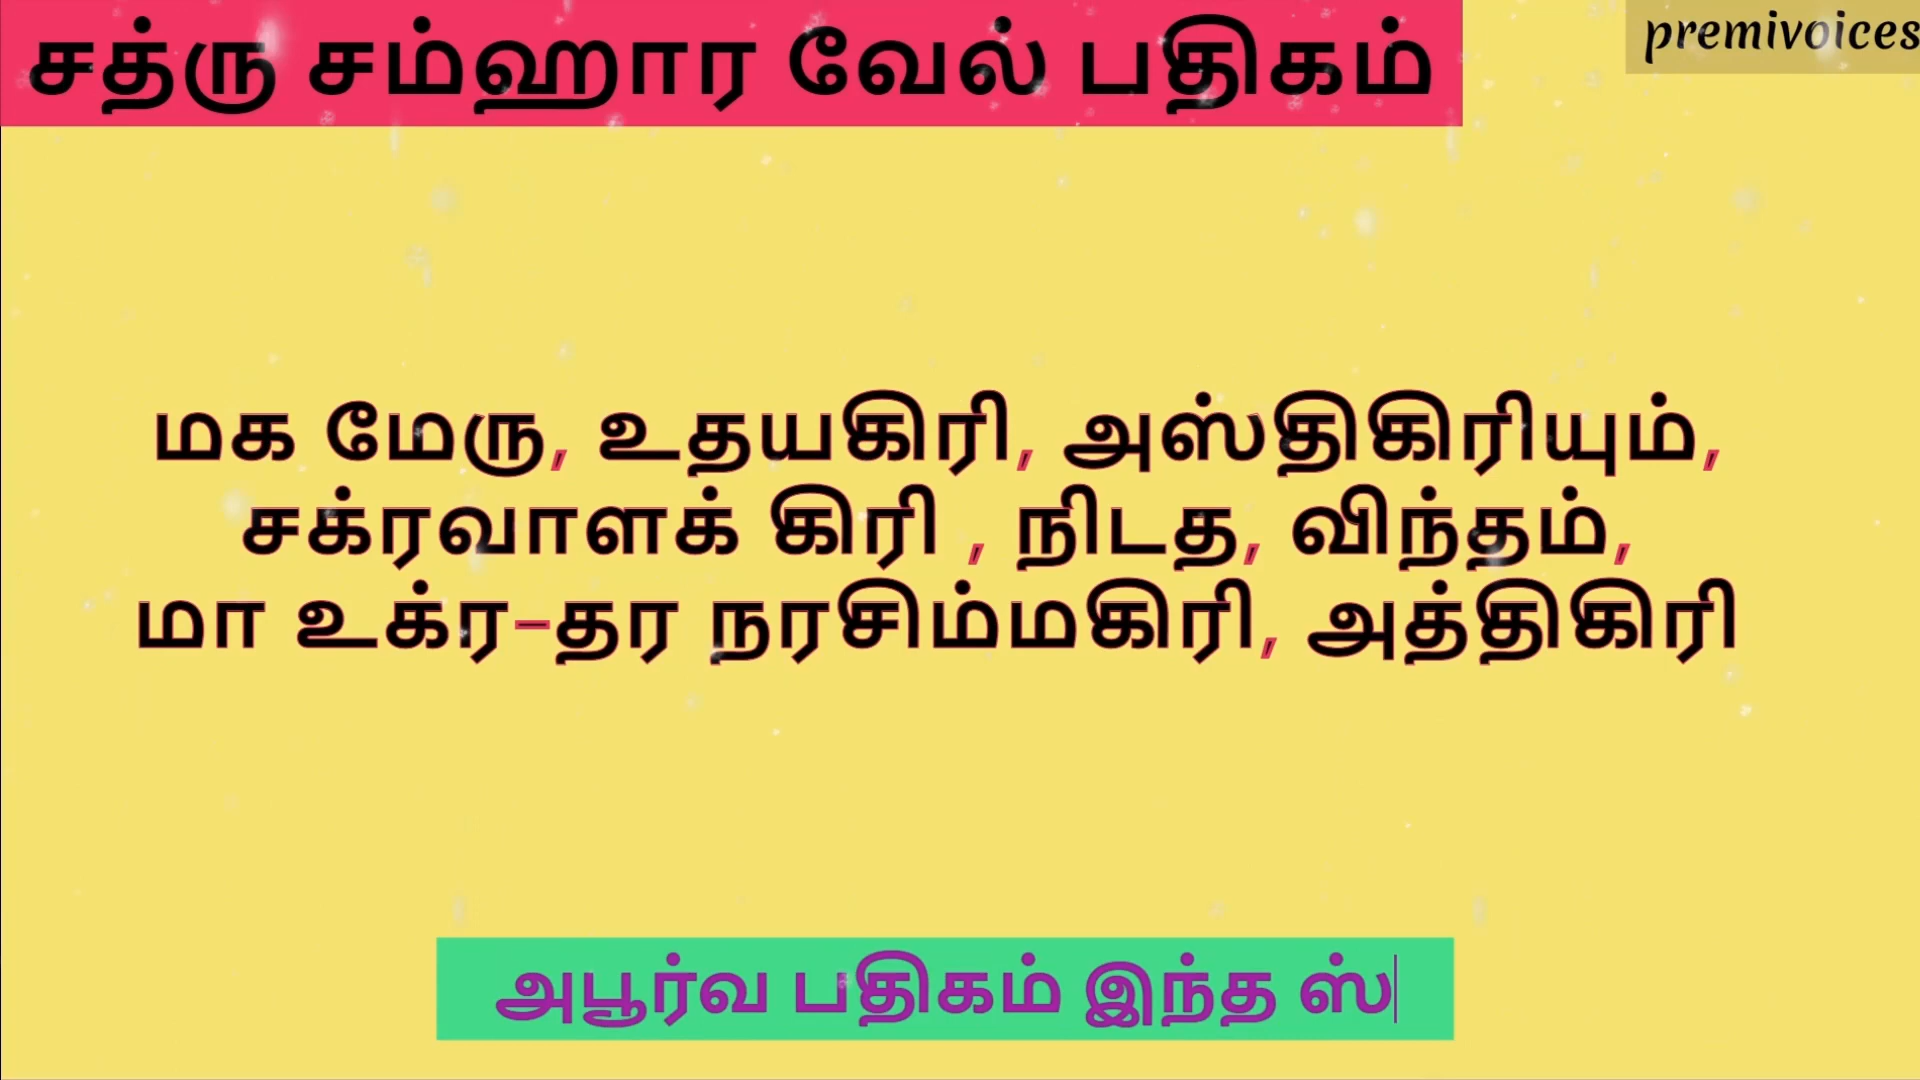 சத்ரு சம்ஹார வேல் பதிகம்
premivoices
மக மேரு, உதயகிரி, அஸ்திகிரியும்,
சக்ரவாளக் கிரி , நிடத, விந்தம்,
மா உக்ர-தர நரசிம்மகிரி, அத்திகிரி
அபூர்வ பதிகம் இந்த ஸ்